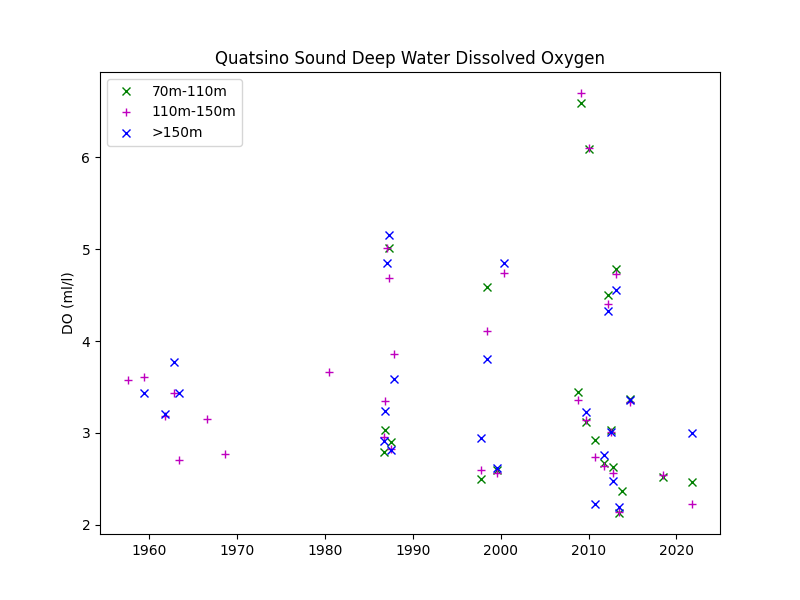 Quatsino Sound Deep Water Dissolved Oxygen
70m-110m
110m-150m
>150m
DO (ml/l)
6
5
4
3
2
1960 1970 1980 1990 2000 2010 2020